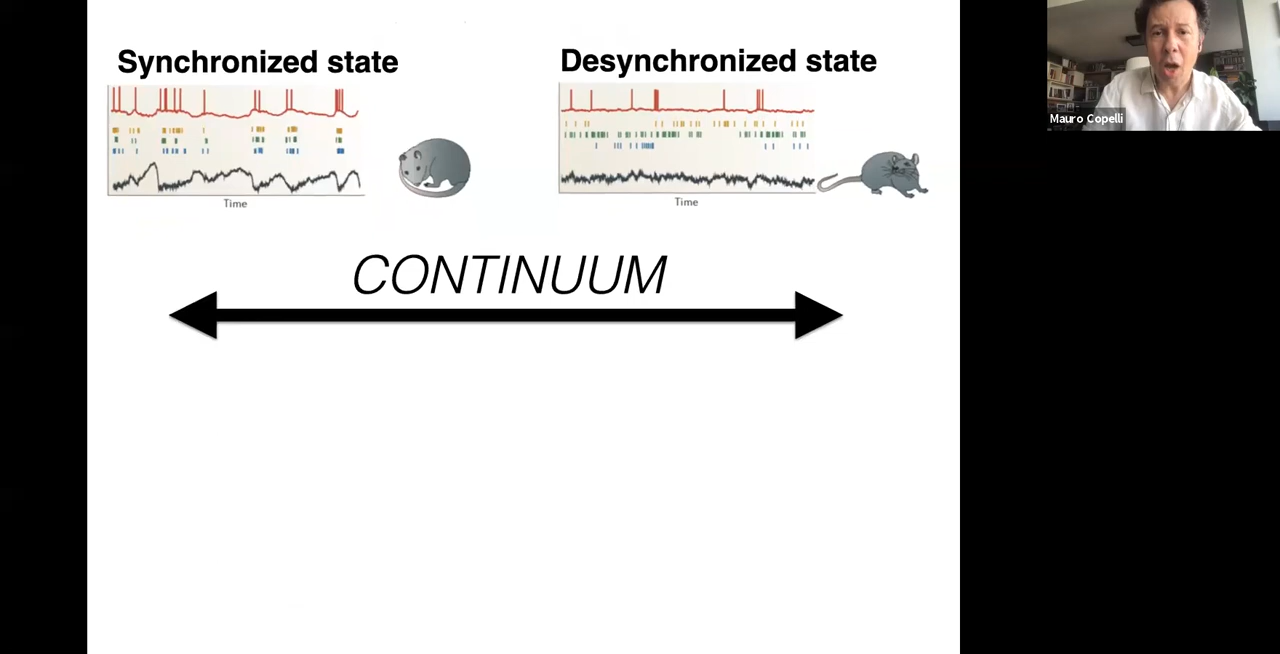 Synchronized state
Desynchronized state
Time
Time
CONTINUUM
Mauro Copelli